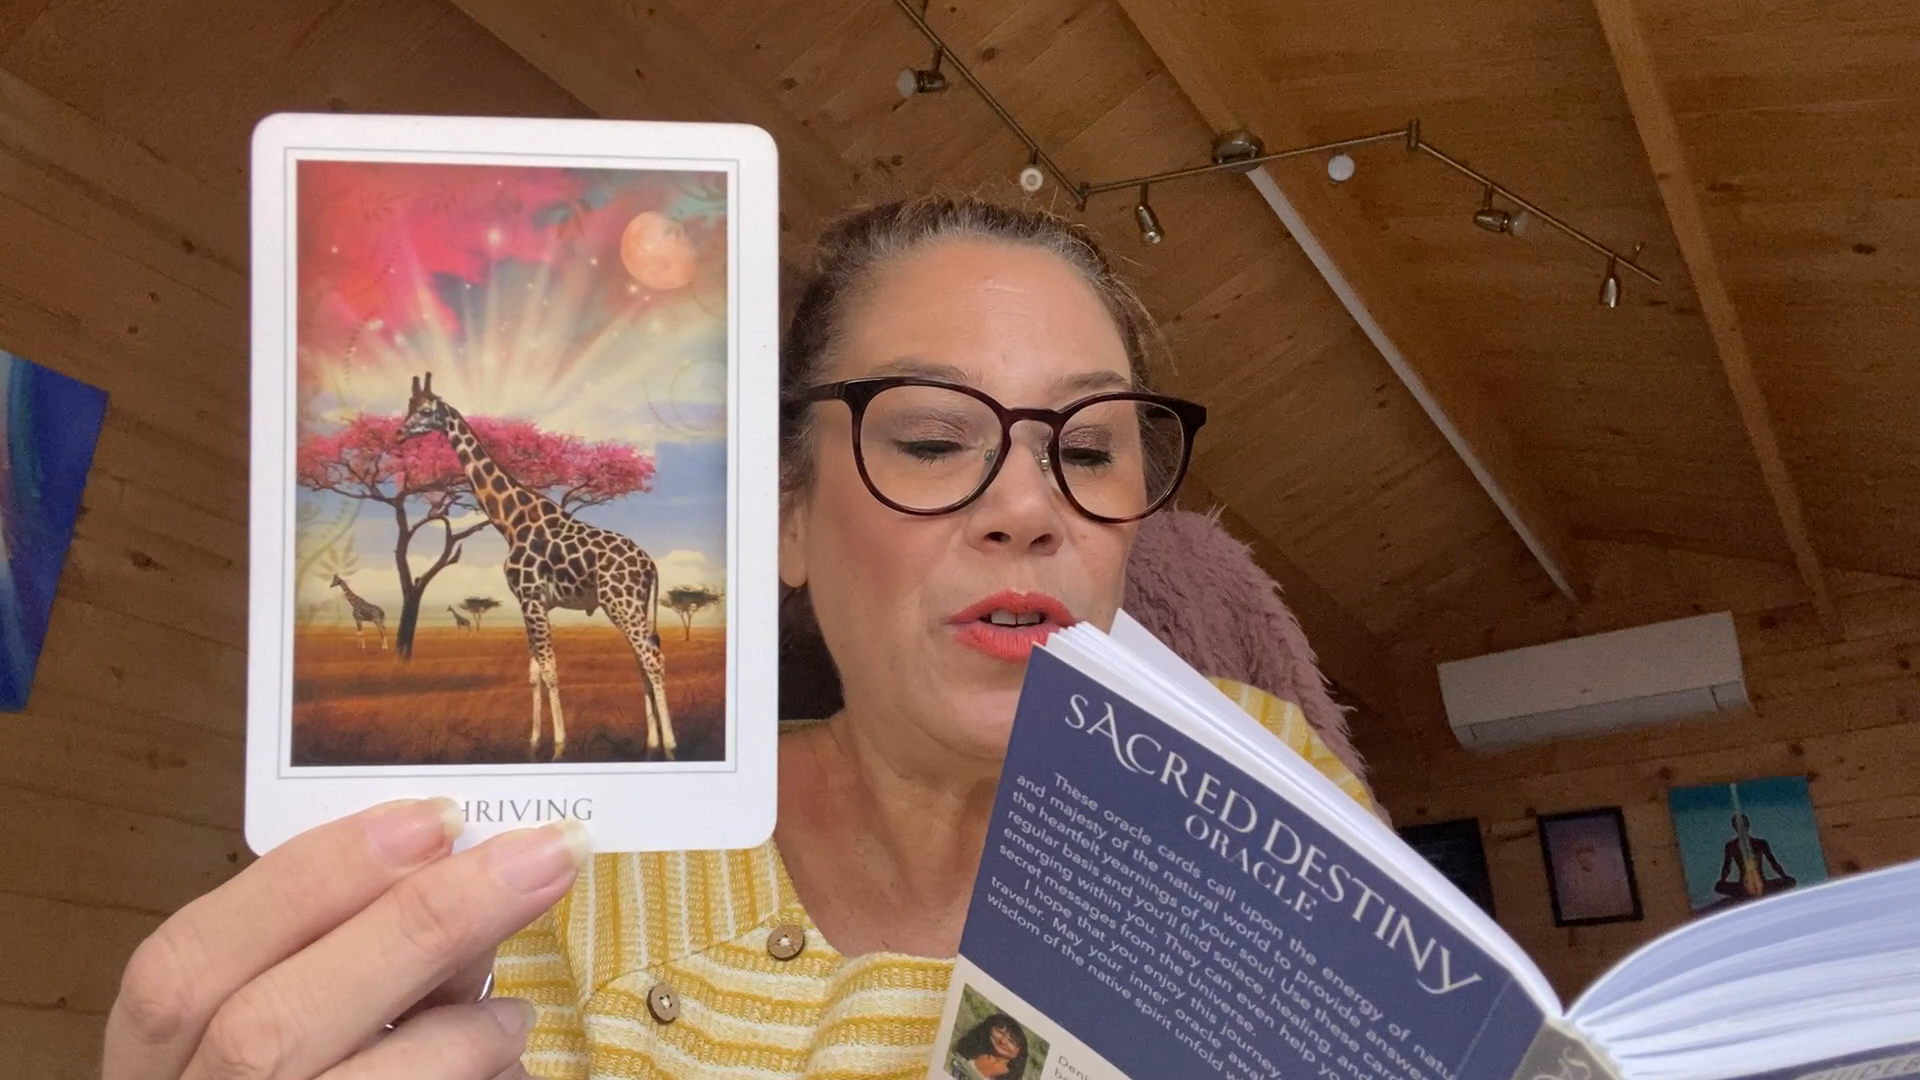 HRIVING
SACRED DESTINY
ORACLE
These oracle cards call upon the energy of
and majesty of the natural world to provide answer
the heartfelt yearnings of your soul. Use these car
regular basis and you'll find solace, healing, and
emerging within you. They can even help yo
secret messages from the Universe.
I hope that you enjoy this journey,
traveler. May your inner oracle awa
wisdom of the native spirit unfold w
Deni